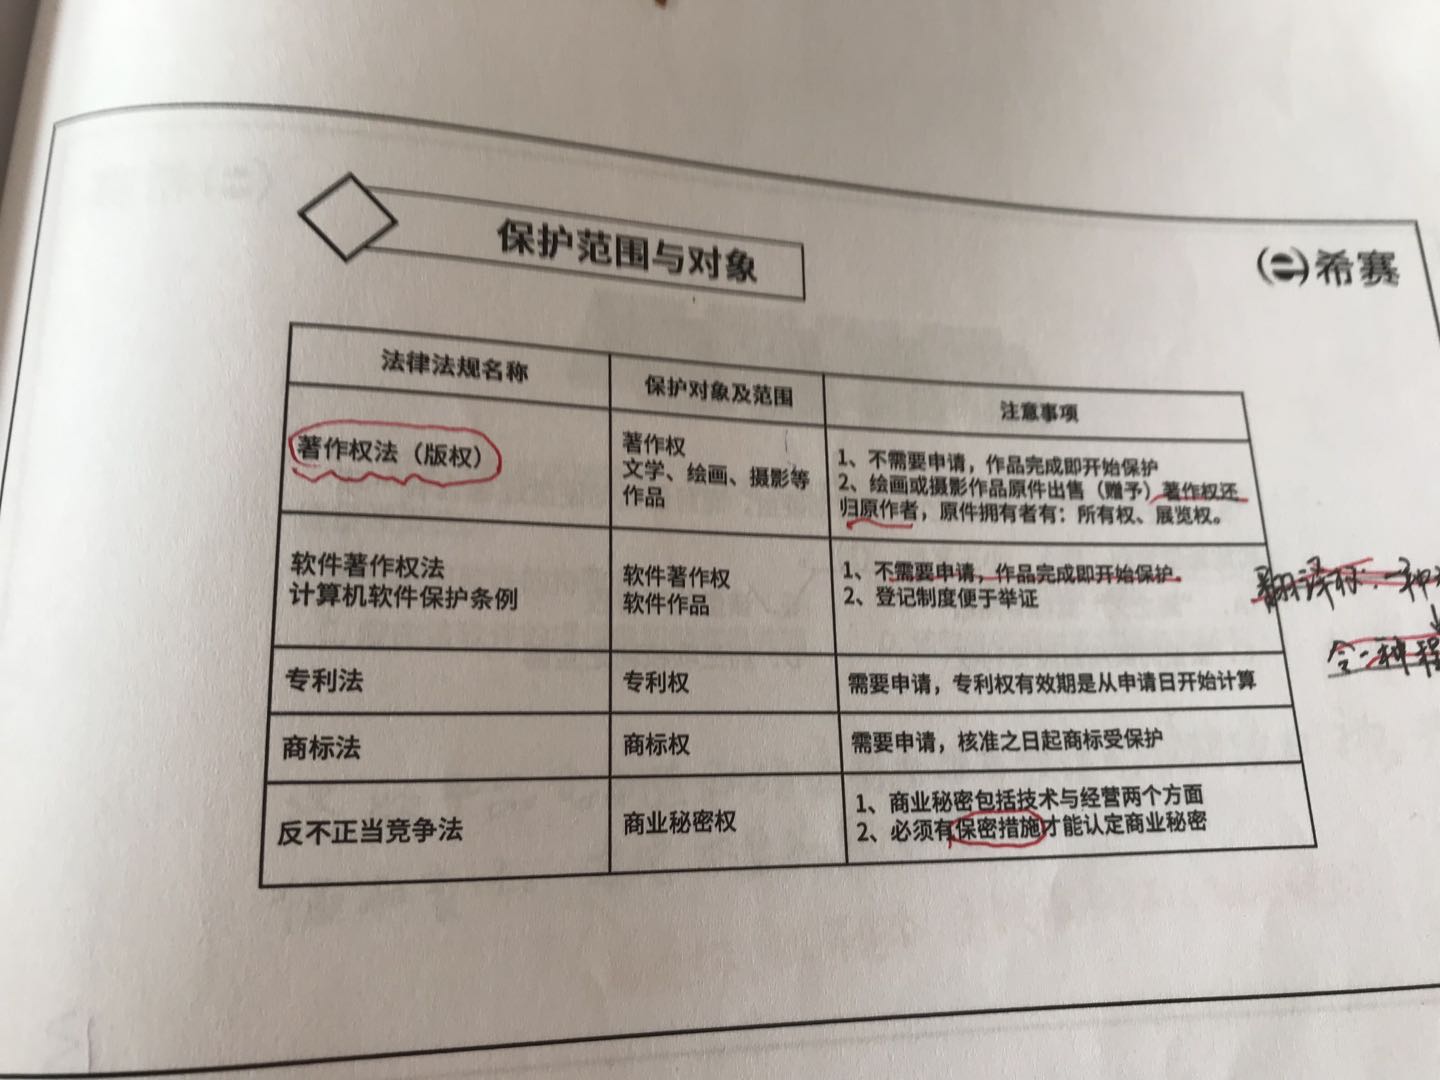 保护范围与对象
希赛
法律法规名称
保护对象及范围
注意事项
著作权法（版权）
著作权
文学、绘画、摄影等
作品
1、不需要申请，作品完成即开始保护
2、绘画或摄影作品原件出售（赠予）著作权还
归原作者，原件拥有者有：所有权、展览权。
软件著作权法
计算机软件保护条例
软件著作权
软件作品
1、不需要申请，作品完成即开始保护。
2、登记制度便于举证
专利法
专利权
需要申请，专利权有效期是从申请日开始计算
商标法
商标权
需要申请，核准之日起商标受保护
反不正当竞争法
商业秘密权
1、商业秘密包括技术与经营两个方面
2、必须有保密措施才能认定商业秘密
翻译权：一种